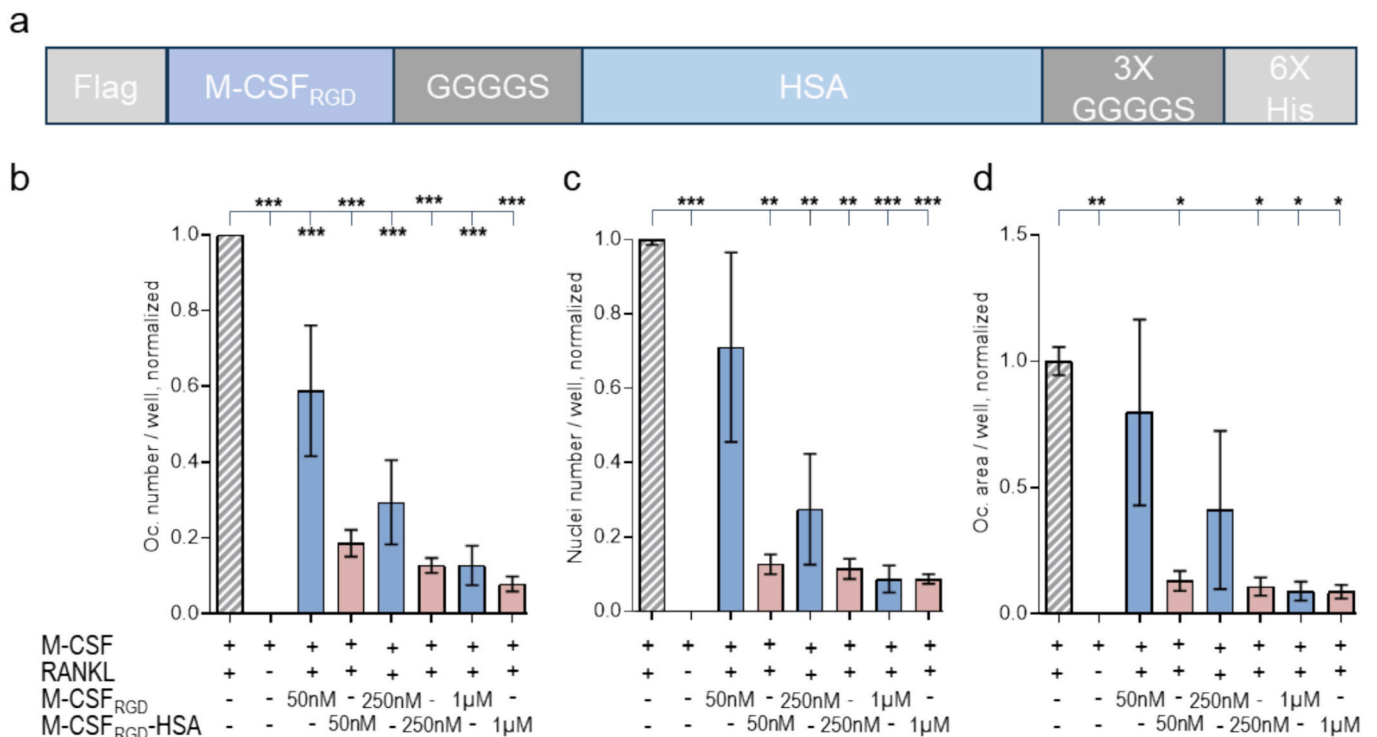 a
Flag M-CSFRGD GGGGS HSA 3X GGGGS 6X His
b
*** *** *** *** *** *** ***
Oc. number / well, normalized
1.0
0.8
0.6
0.4
0.2
0.0
c
*** ** ** ** *** ***
Nuclei number / well, normalized
1.0
0.8
0.6
0.4
0.2
0.0
d
** * * * *
Oc. area / well, normalized
1.5
1.0
0.5
0.0
M-CSF + + + + + + + + + + + + + + + + + + + + + + + +
RANKL + - + + + + + + + - + + + + + + + - + + + + + +
M-CSFRGD - - 50nM - 250nM - 1µM - - - 50nM - 250nM - 1µM - - - 50nM - 250nM - 1µM -
M-CSFRGD-HSA - - - 50nM - 250nM - 1µM - - - 50nM - 250nM - 1µM - - - 50nM - 250nM - 1µM